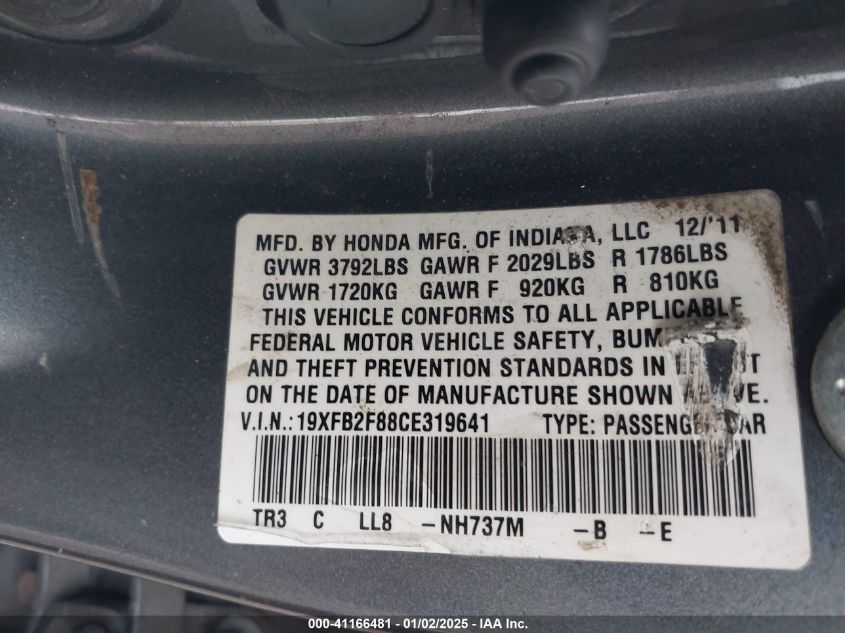 MFD. BY HONDA MFG. OF INDIANA, LLC 12/'11
GVWR 3792LBS GAWR F 2029LBS R 1786LBS
GVWR 1720KG GAWR F 920KG R 810KG
THIS VEHICLE CONFORMS TO ALL APPLICABLE
FEDERAL MOTOR VEHICLE SAFETY,
AND THEFT PREVENTION STANDARDS IN
ON THE DATE OF MANUFACTURE SHOWN ABOVE.
V.I.N.:19XFB2F88CE319641 TYPE: PASSENGER CAR
TR3 C LL8 -NH737M -B -E
000-41166481 - 01/02/2025 - IAA Inc.